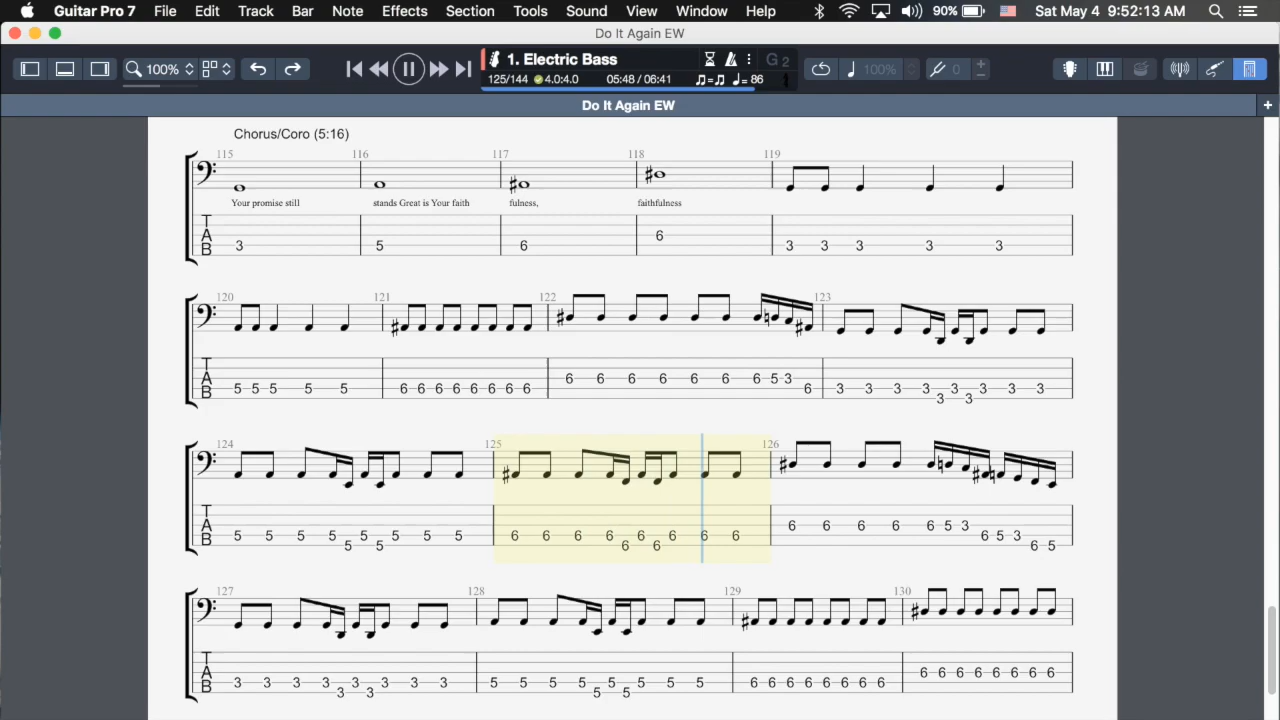 Guitar Pro 7 File Edit Track Bar Note Effects Section Tools Sound View Window Help 90% Sat May 4 9:52:13 AM
Do It Again EW
100% 1. Electric Bass G 2 100% 0
125/144 4.0:4.0 05:48 / 06:41 ♫=♫ ♩= 86
Do It Again EW +
Chorus/Coro (5:16)
115 116 117 118 119
Your promise still stands Great is Your faith fulness, faithfulness
T
A 6
B 3 5 6 3 3 3 3 3
120 121 122 123
T
A 6 6 6 6 6 6 6 5 3
B 5 5 5 5 5 6 6 6 6 6 6 6 6 6 3 3 3 3 3 3 3 3
3 3
124 125 126
T
A 6 6 6 6 6 5 3
B 5 5 5 5 5 5 5 5 6 6 6 6 6 6 6 6 6 5 3
5 5 6 6 6 5
127 128 129 130
T
A 6 6 6 6 6 6 6 6
B 3 3 3 3 3 3 3 3 5 5 5 5 5 5 5 5 6 6 6 6 6 6 6 6
3 3 5 5